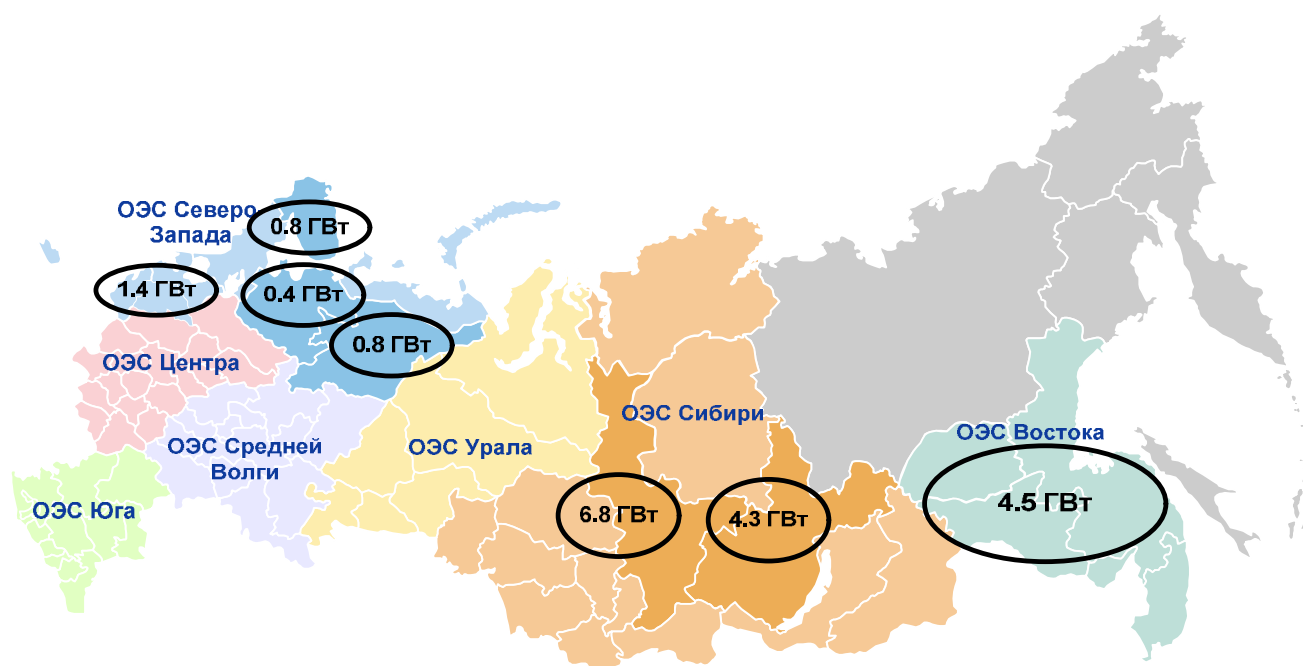 ОЭС Северо
Запада
0.8 ГВт
1.4 ГВт
0.4 ГВт
0.8 ГВт
ОЭС Центра
ОЭС Сибири
ОЭС Востока
ОЭС Средней
Волги
ОЭС Урала
ОЭС Юга
6.8 ГВт
4.3 ГВт
4.5 ГВт